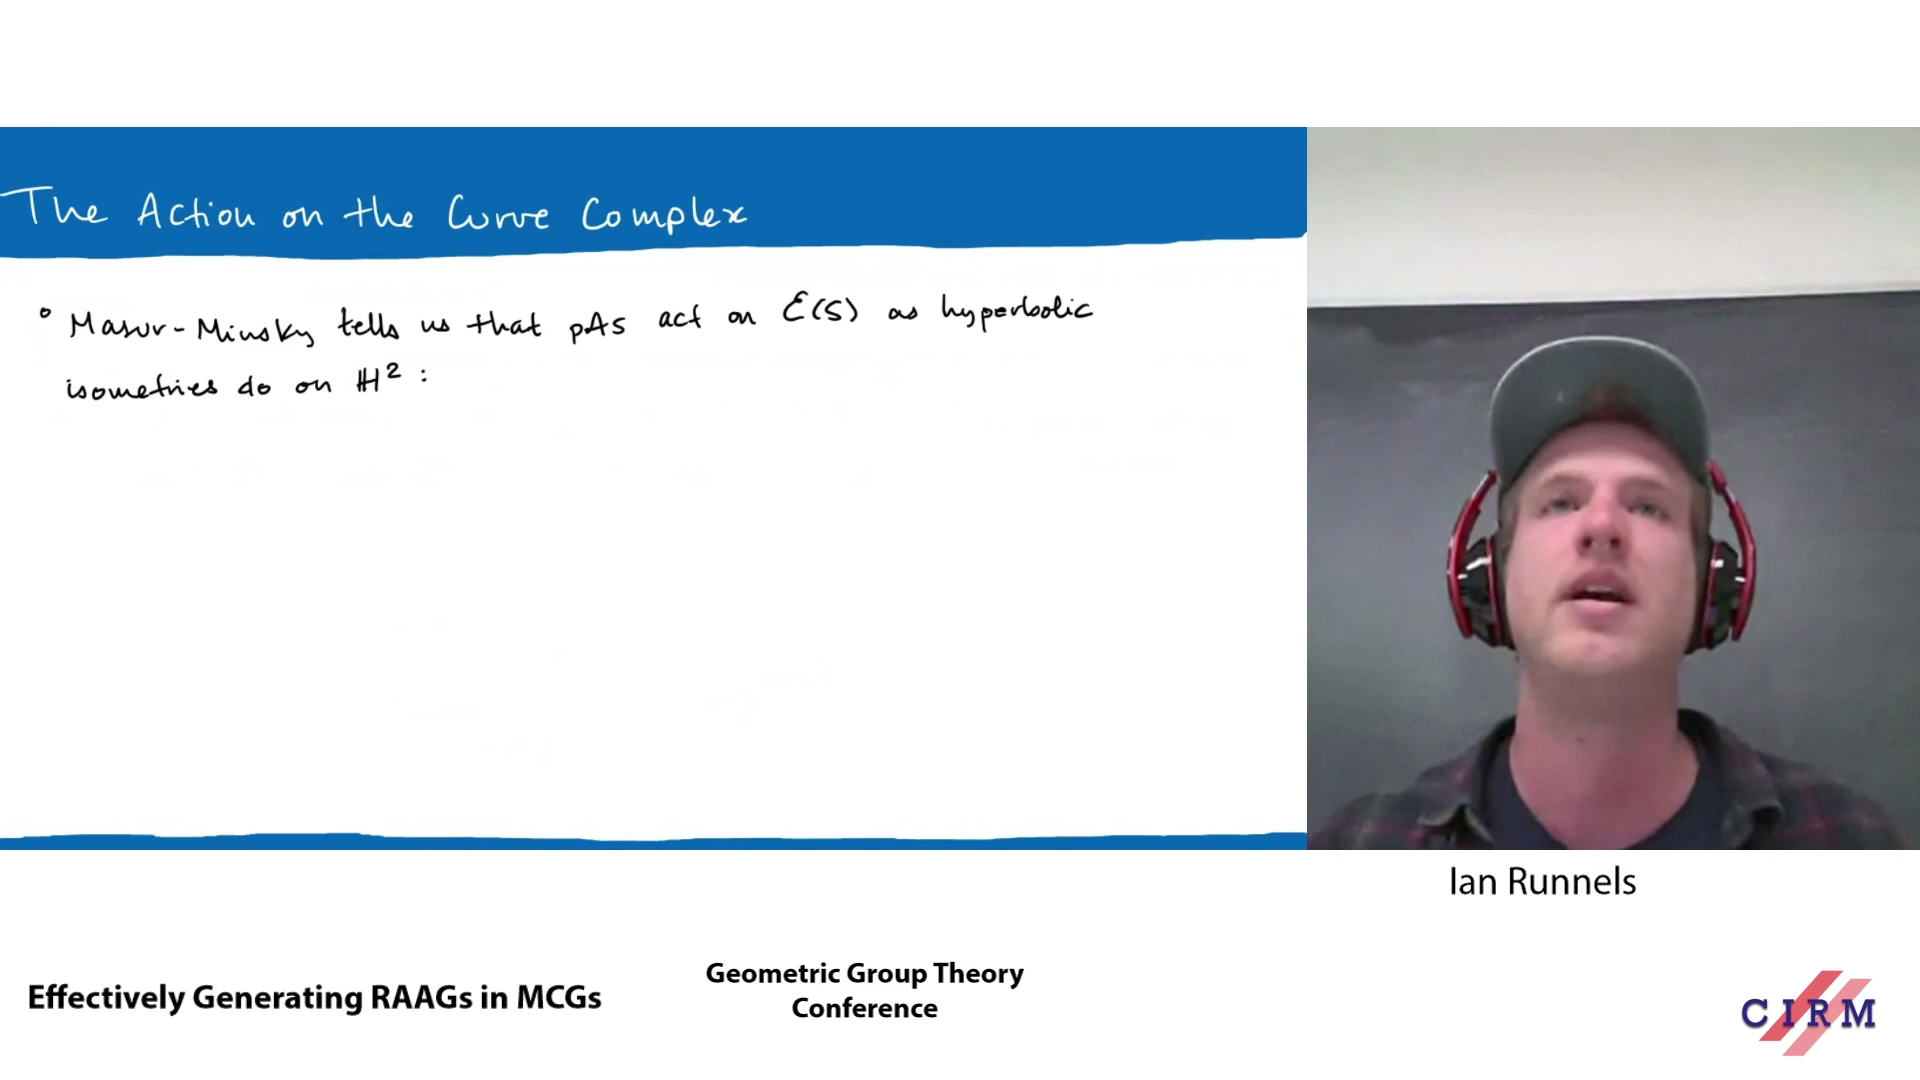 The Action on the Curve Complex
° Masur-Minsky tells us that pAs act on C(S) as hyperbolic
isometries do on ℍ² :
Ian Runnels
Effectively Generating RAAGs in MCGs
Geometric Group Theory
Conference
CIRM